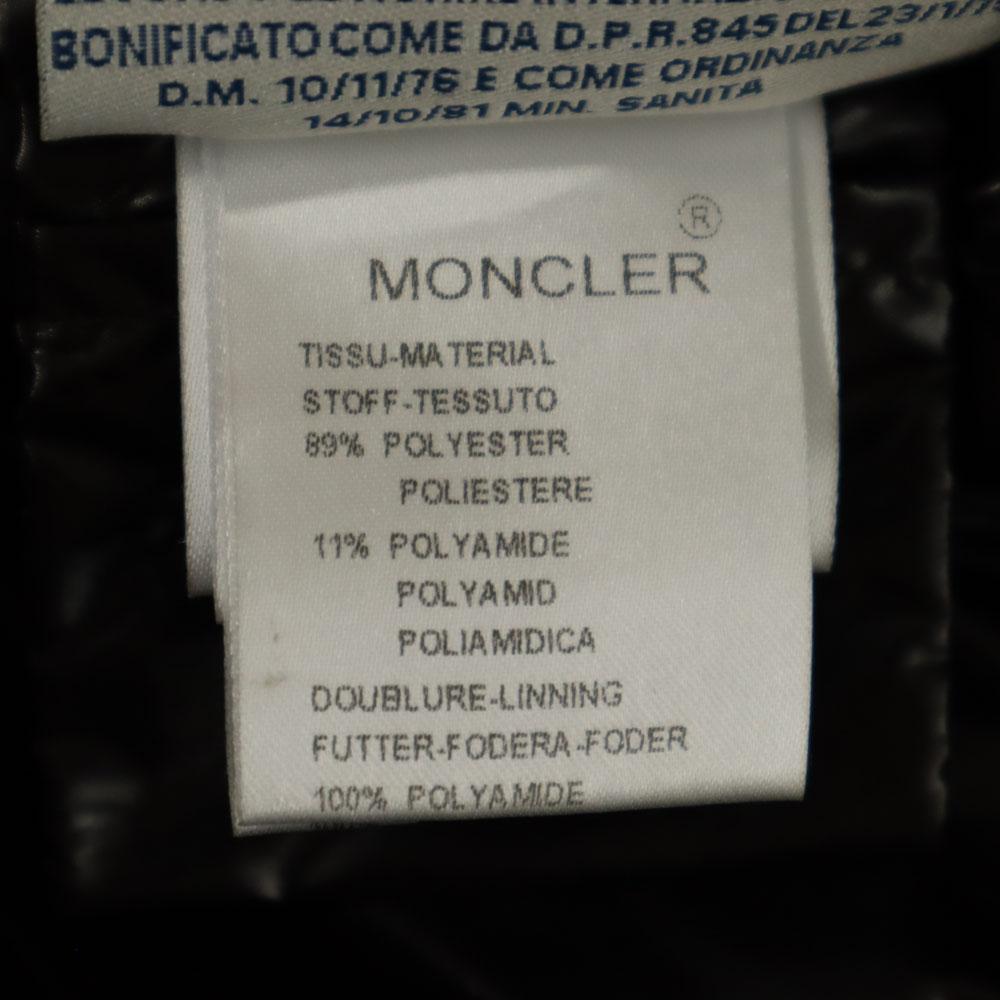 BONIFICATO COME DA D.P.R. 845 DEL 23/1/75
D.M. 10/11/76 E COME ORDINANZA
14/10/81 MIN. SANITA
®
MONCLER
TISSU-MATERIAL
STOFF-TESSUTO
89% POLYESTER
POLIESTERE
11% POLYAMIDE
POLYAMID
POLIAMIDICA
DOUBLURE-LINNING
FUTTER-FODERA-FODER
100% POLYAMIDE